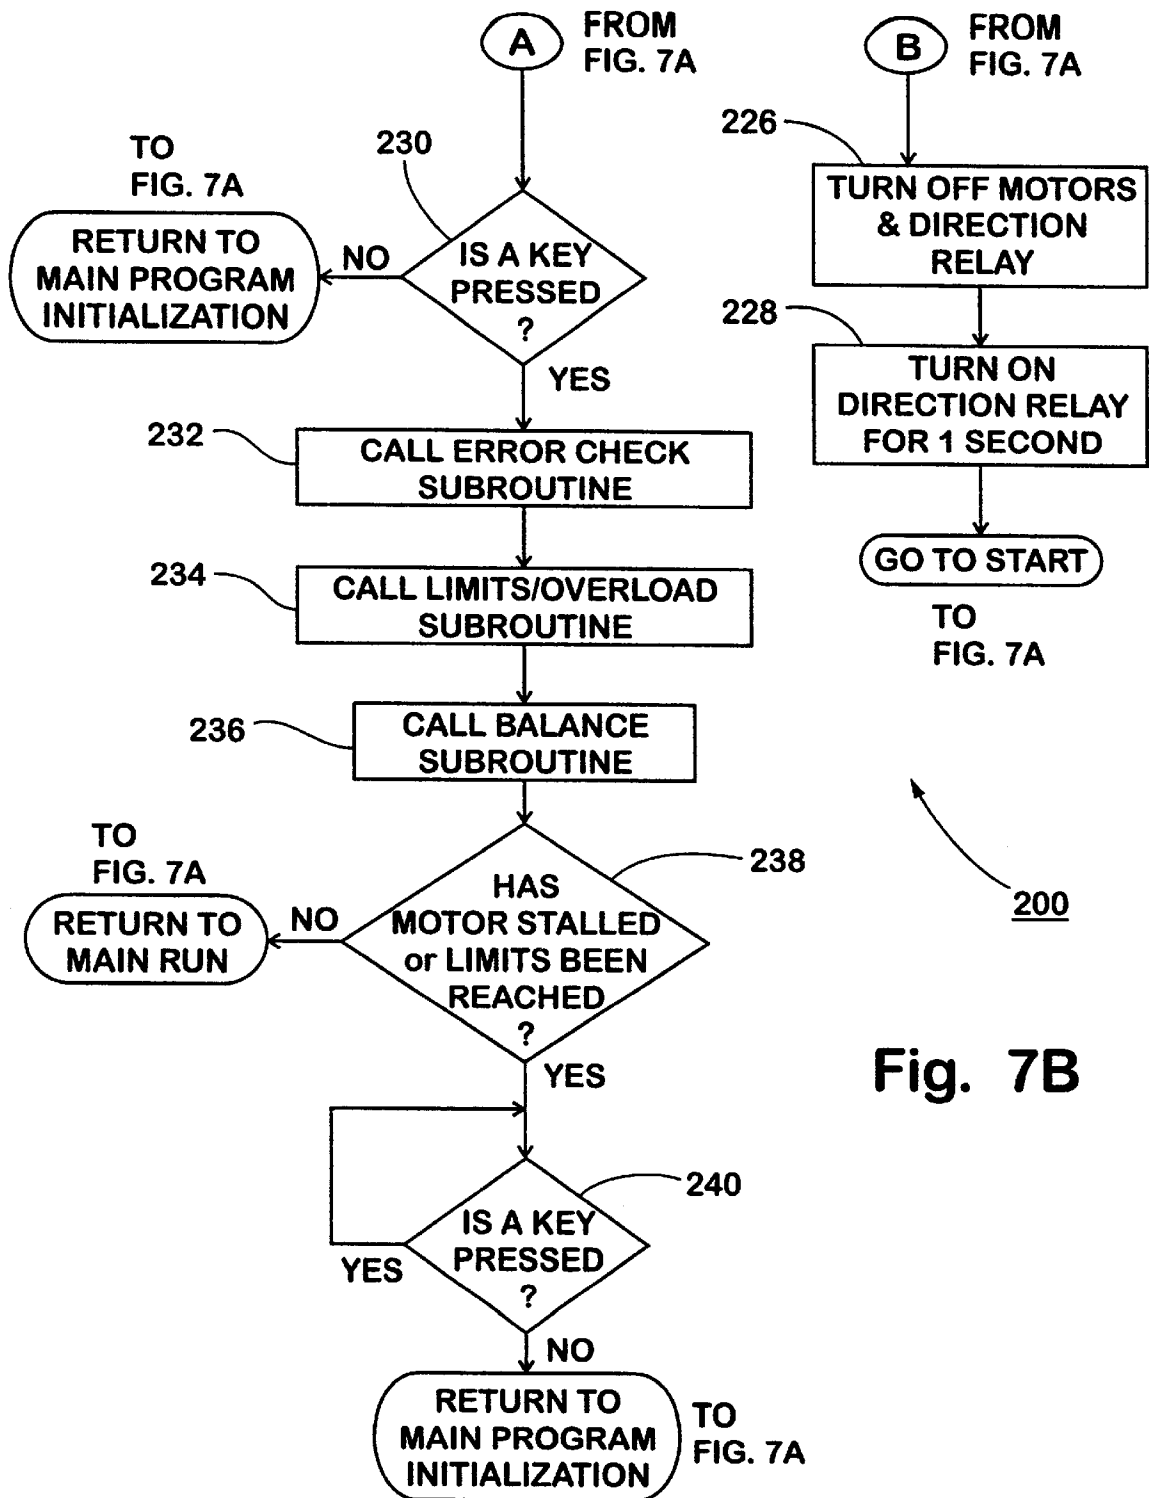 A
FROM
FIG. 7A
B
FROM
FIG. 7A
226
TURN OFF MOTORS
& DIRECTION
RELAY
228
TURN ON
DIRECTION RELAY
FOR 1 SECOND
GO TO START
TO
FIG. 7A
200
230
IS A KEY
PRESSED
?
NO
TO
FIG. 7A
RETURN TO
MAIN PROGRAM
INITIALIZATION
YES
232
CALL ERROR CHECK
SUBROUTINE
234
CALL LIMITS/OVERLOAD
SUBROUTINE
236
CALL BALANCE
SUBROUTINE
238
HAS
MOTOR STALLED
or LIMITS BEEN
REACHED
?
NO
TO
FIG. 7A
RETURN TO
MAIN RUN
YES
240
IS A KEY
PRESSED
?
YES
NO
RETURN TO
MAIN PROGRAM
INITIALIZATION
TO
FIG. 7A
Fig. 7B